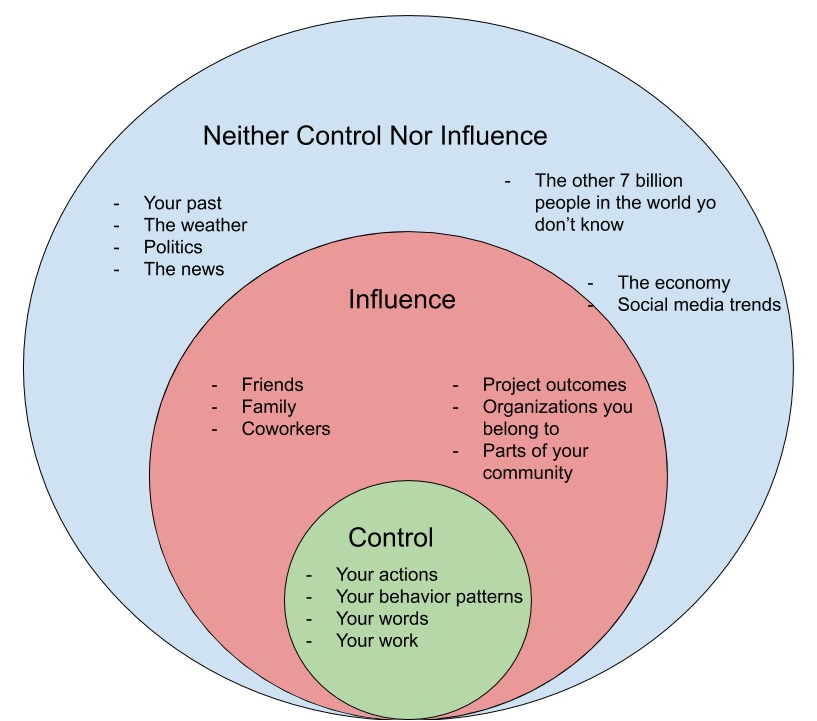 Neither Control Nor Influence
- Your past
- The weather
- Politics
- The news
- The other 7 billion
people in the world yo
don't know
- The economy
- Social media trends
Influence
- Friends
- Family
- Coworkers
- Project outcomes
- Organizations you
belong to
- Parts of your
community
Control
- Your actions
- Your behavior patterns
- Your words
- Your work